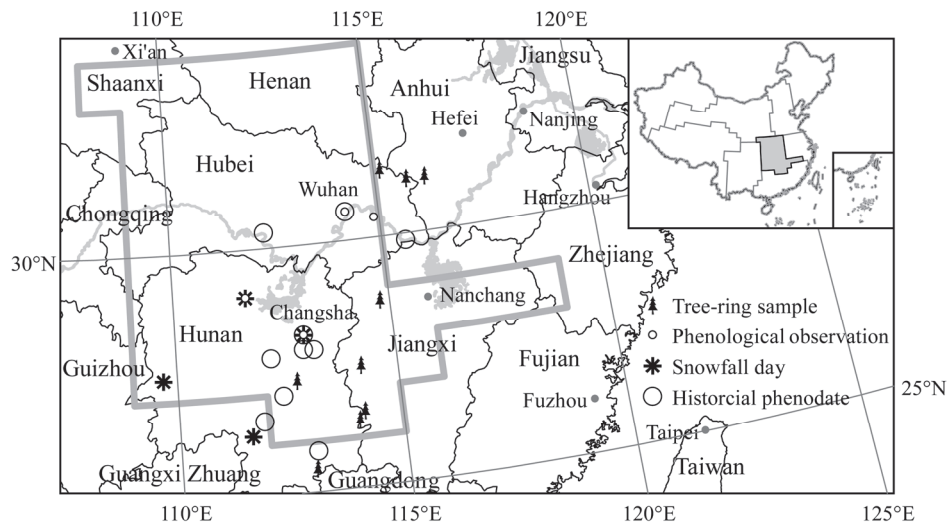 110°E 115°E 120°E
Xi'an
Shaanxi Henan Anhui Jiangsu
Hefei Nanjing
Hubei
Wuhan
Chongqing Hangzhou
30°N Zhejiang
Nanchang Tree-ring sample
Changsha
Hunan Jiangxi Phenological observation
Guizhou Fujian Snowfall day
25°N
Fuzhou Historcial phenodate
Taipei
Guangxi Zhuang Guangdong Taiwan
110°E 115°E 120°E 125°E